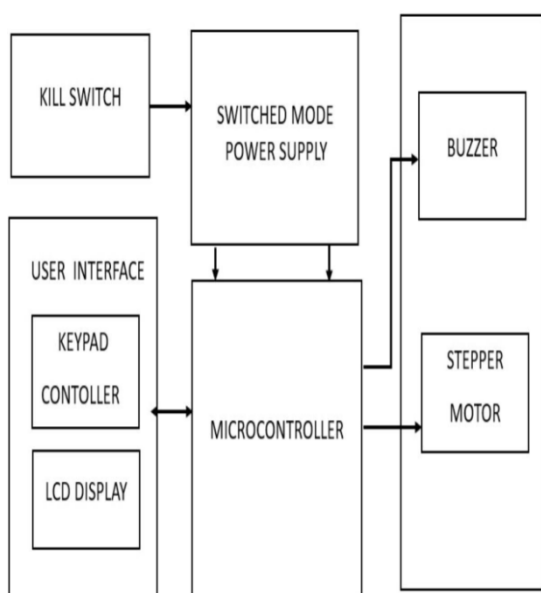 KILL SWITCH
SWITCHED MODE
POWER SUPPLY
BUZZER
USER INTERFACE
KEYPAD
CONTOLLER
LCD DISPLAY
MICROCONTROLLER
STEPPER
MOTOR